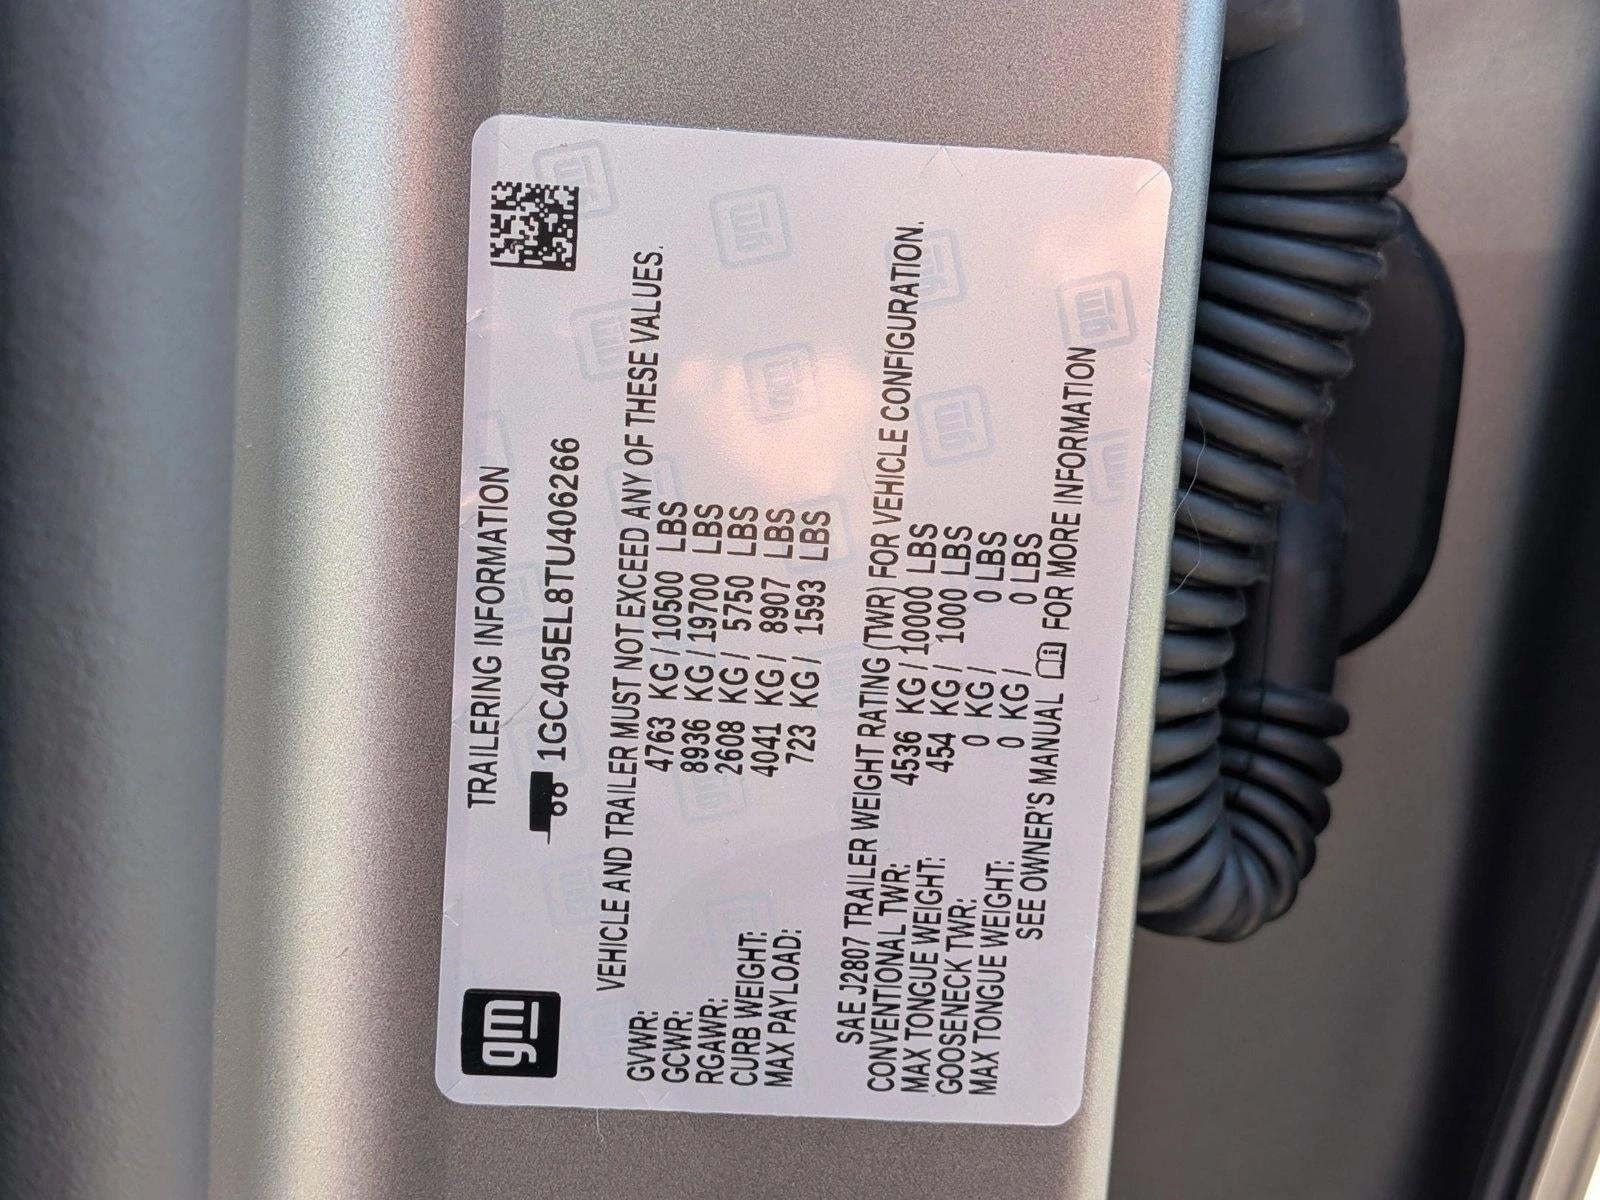 gm
TRAILERING INFORMATION
1GC405EL8TU406266
VEHICLE AND TRAILER MUST NOT EXCEED ANY OF THESE VALUES.
GVWR: 4763 KG / 10500 LBS
GCWR: 8936 KG / 19700 LBS
RGAWR: 2608 KG / 5750 LBS
CURB WEIGHT: 4041 KG / 8907 LBS
MAX PAYLOAD: 723 KG / 1593 LBS
SAE J2807 TRAILER WEIGHT RATING (TWR) FOR VEHICLE CONFIGURATION.
CONVENTIONAL TWR: 4536 KG / 10000 LBS
MAX TONGUE WEIGHT: 454 KG / 1000 LBS
GOOSENECK TWR: 0 KG / 0 LBS
MAX TONGUE WEIGHT: 0 KG / 0 LBS
SEE OWNER'S MANUAL FOR MORE INFORMATION